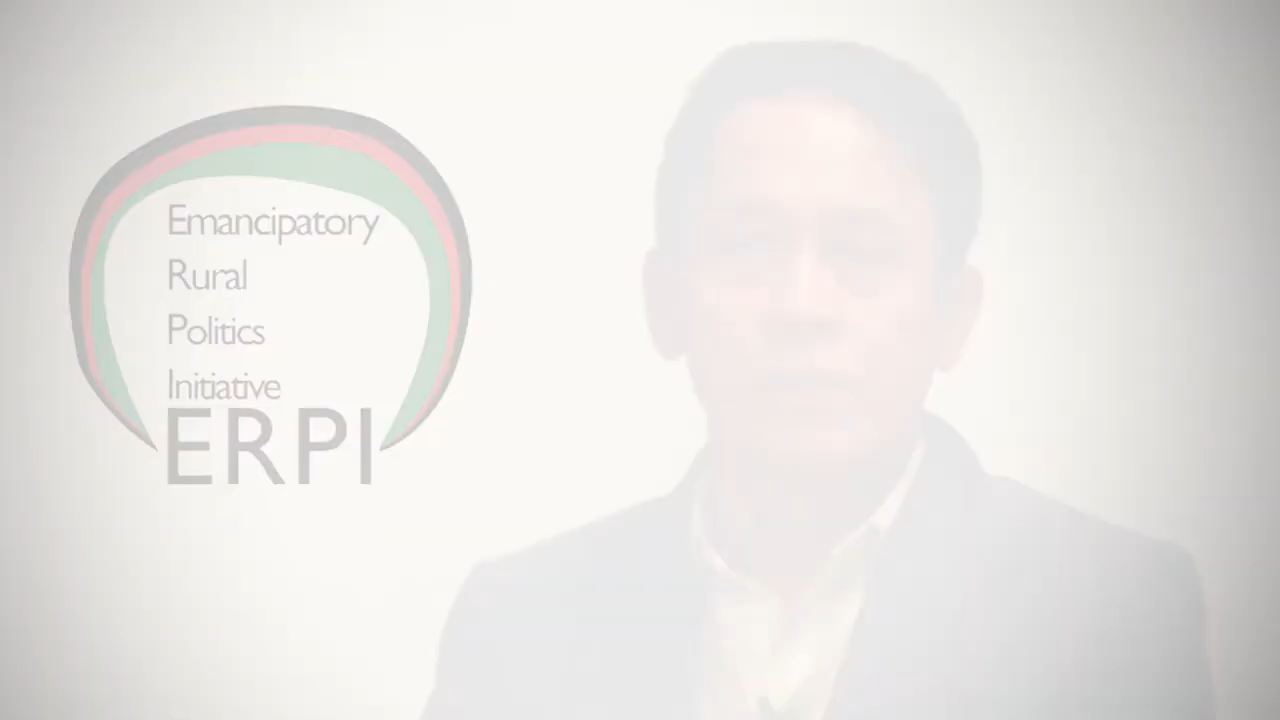 Emancipatory
Rural
Politics
Initiative
ERPI